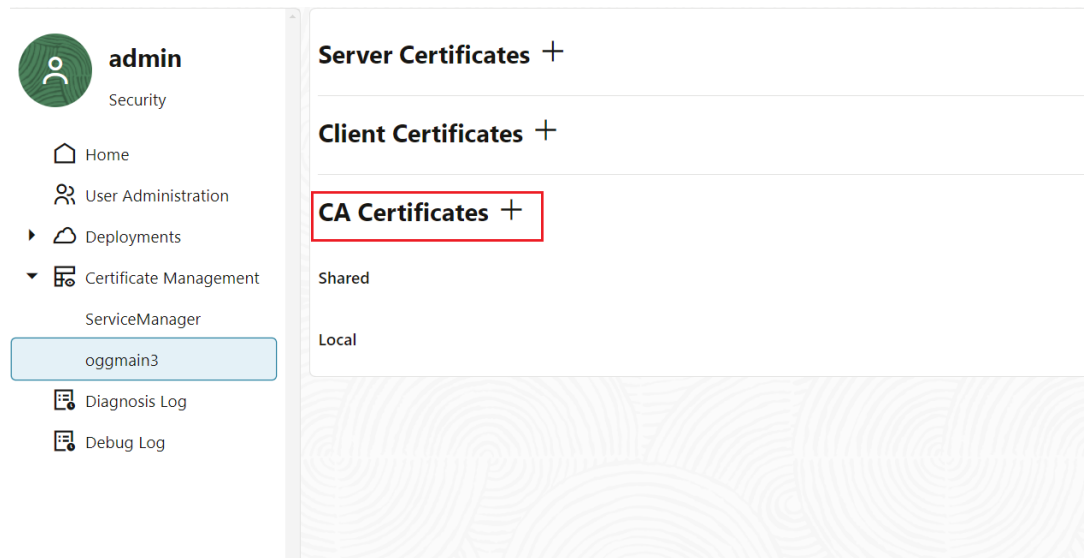 admin
Security
Home
User Administration
Deployments
Certificate Management
ServiceManager
oggmain3
Diagnosis Log
Debug Log
Server Certificates
Client Certificates
CA Certificates
Shared
Local